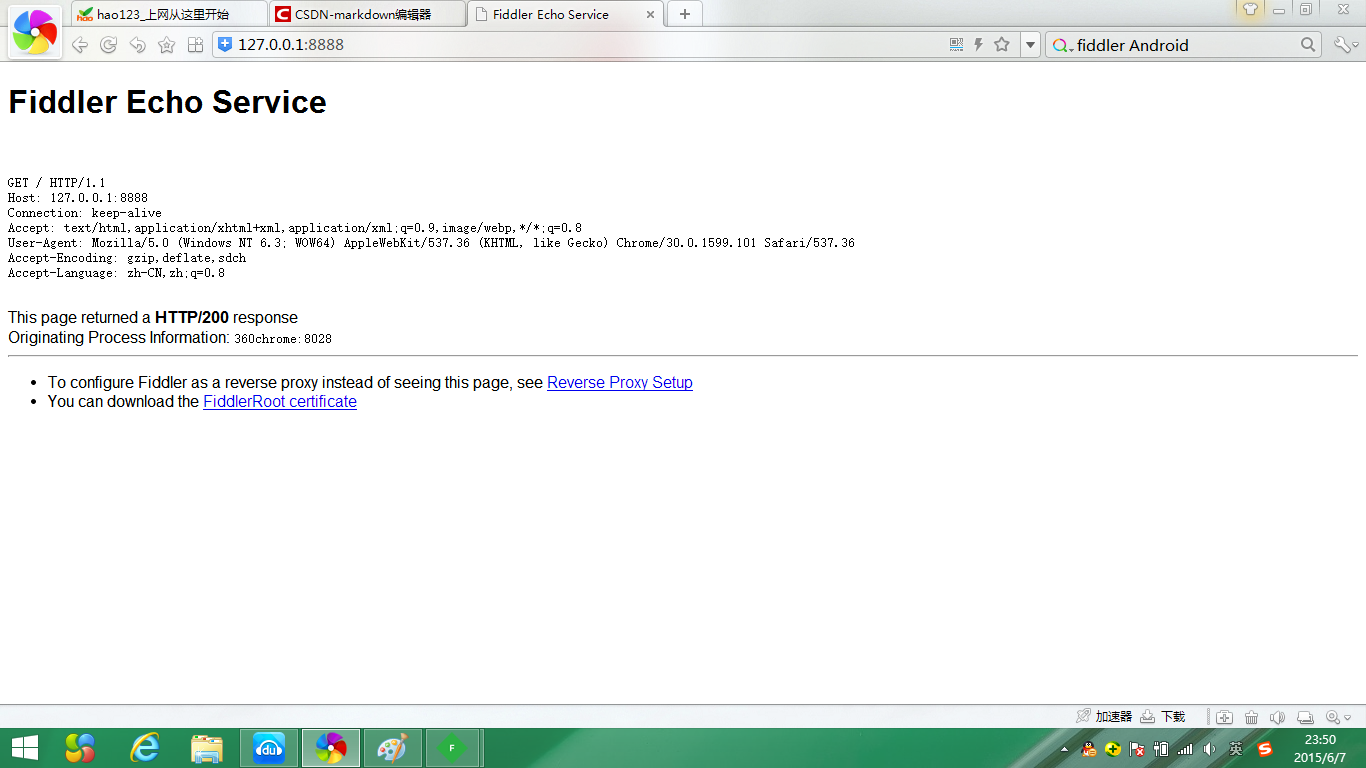 hao123_上网从这里开始
CSDN-markdown编辑器
Fiddler Echo Service
127.0.0.1:8888
fiddler Android
Fiddler Echo Service
GET / HTTP/1.1
Host: 127.0.0.1:8888
Connection: keep-alive
Accept: text/html,application/xhtml+xml,application/xml;q=0.9,image/webp,*/*;q=0.8
User-Agent: Mozilla/5.0 (Windows NT 6.3; WOW64) AppleWebKit/537.36 (KHTML, like Gecko) Chrome/30.0.1599.101 Safari/537.36
Accept-Encoding: gzip,deflate,sdch
Accept-Language: zh-CN,zh;q=0.8
This page returned a HTTP/200 response
Originating Process Information: 360chrome:8028
• To configure Fiddler as a reverse proxy instead of seeing this page, see Reverse Proxy Setup
• You can download the FiddlerRoot certificate
加速器 下载
du
F
英
23:50
2015/6/7